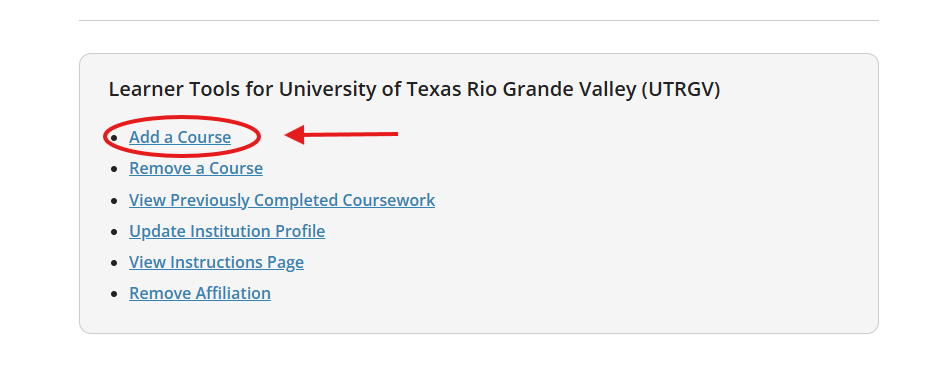 Learner Tools for University of Texas Rio Grande Valley (UTRGV)
Add a Course
Remove a Course
View Previously Completed Coursework
Update Institution Profile
View Instructions Page
Remove Affiliation